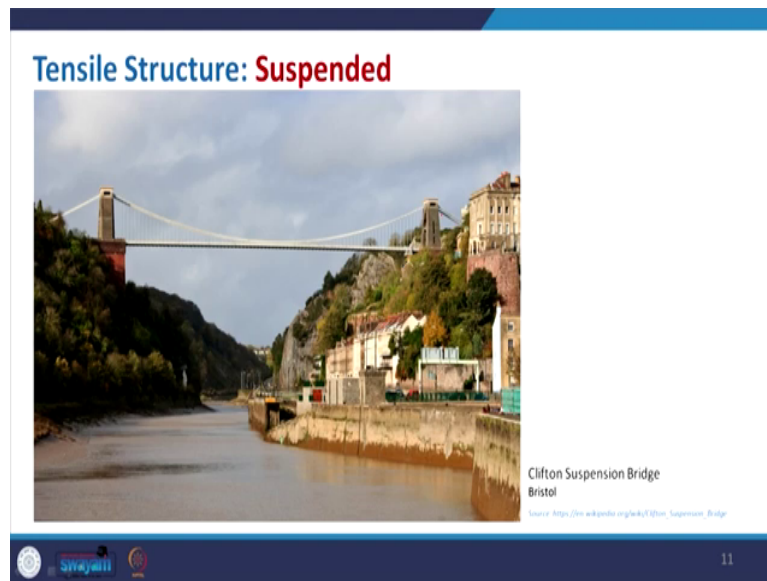 Tensile Structure: Suspended
Clifton Suspension Bridge
Bristol
Source: https://en.wikipedia.org/wiki/Clifton_Suspension_Bridge
swayam
11